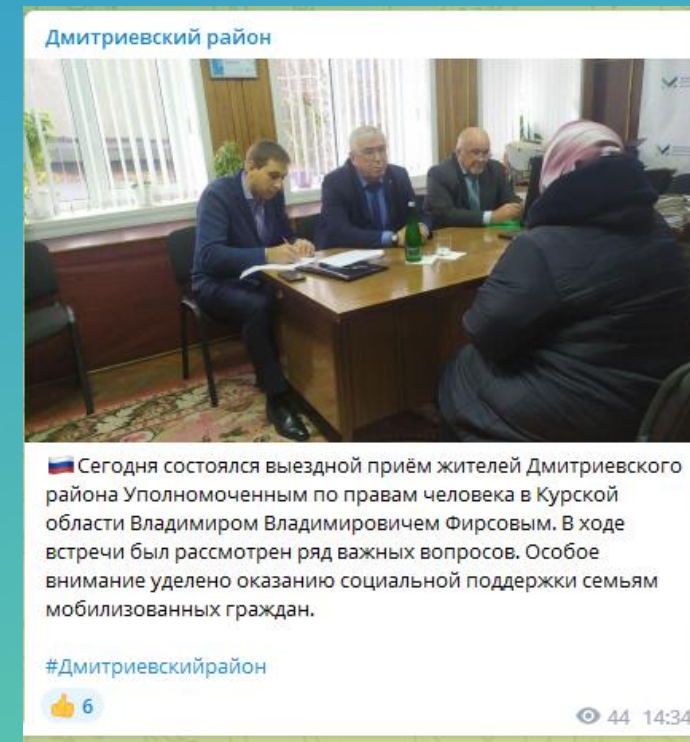 Дмитриевский район
🇷🇺Сегодня состоялся выездной приём жителей Дмитриевского
района Уполномоченным по правам человека в Курской
области Владимиром Владимировичем Фирсовым. В ходе
встречи был рассмотрен ряд важных вопросов. Особое
внимание уделено оказанию социальной поддержки семьям
мобилизованных граждан.
#Дмитриевскийрайон
👍 6
44 14:34